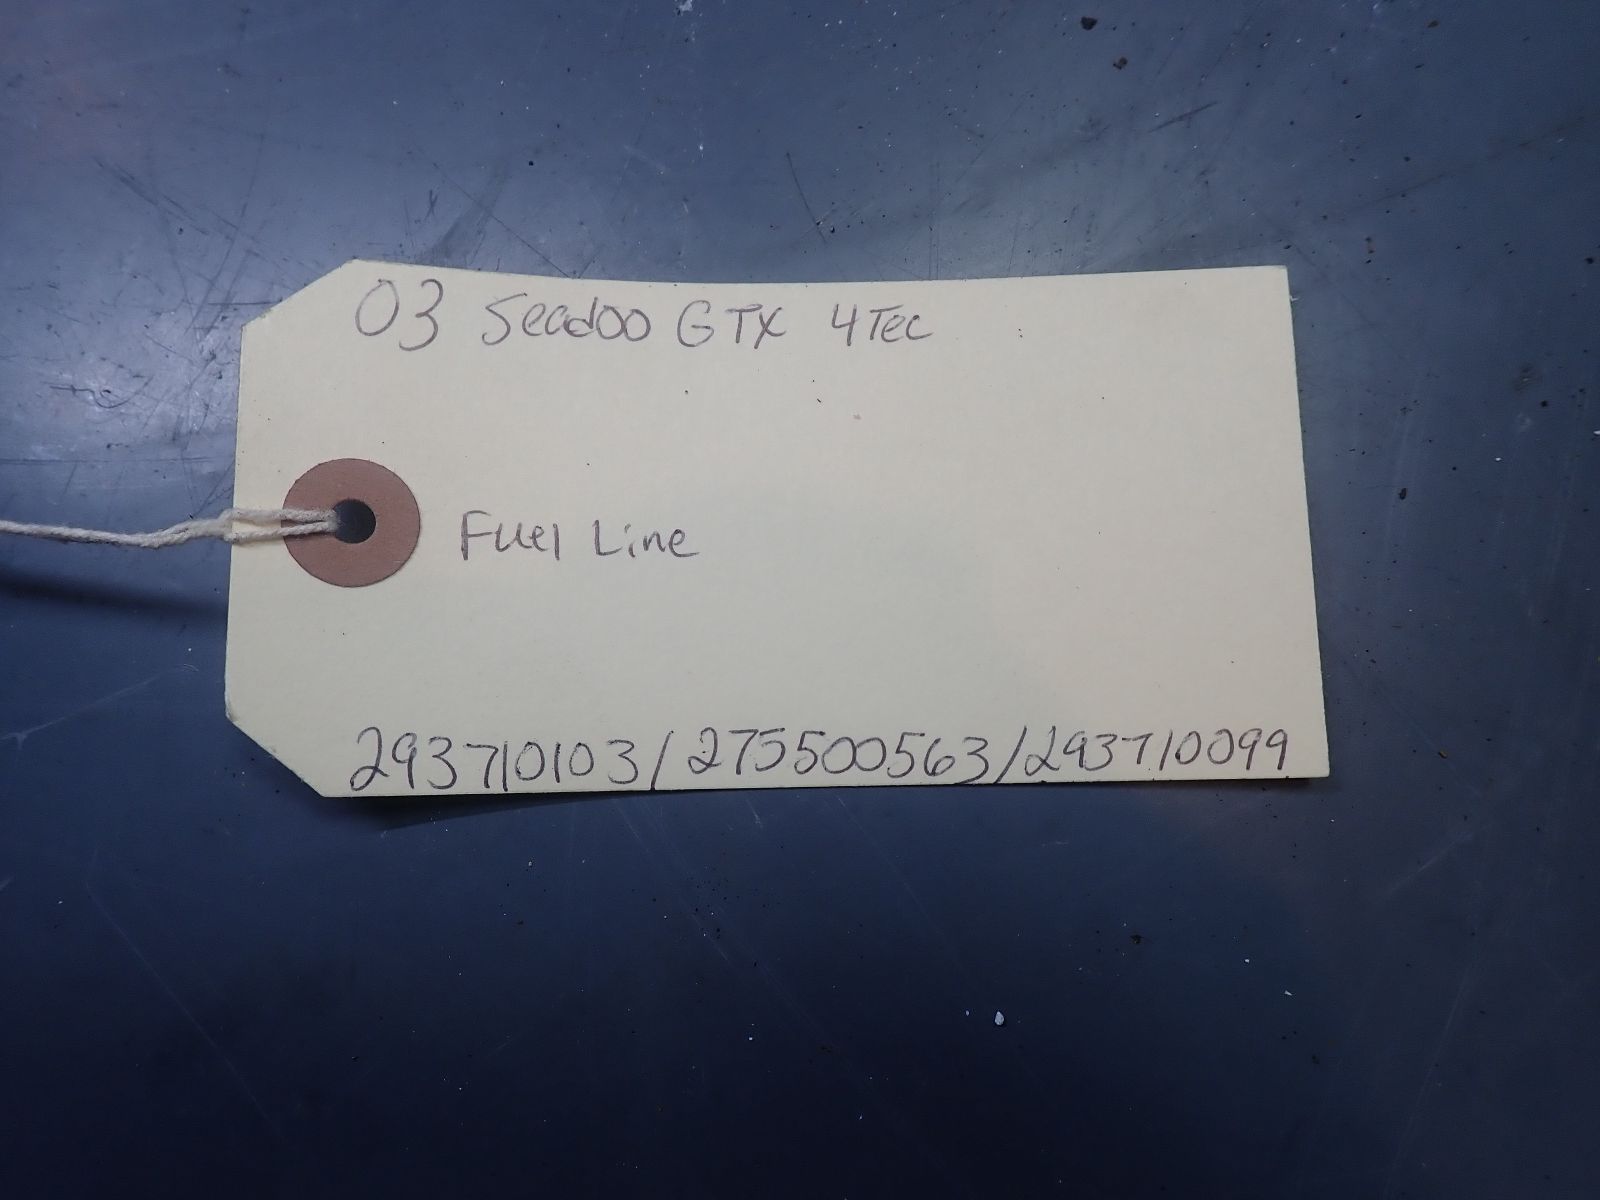 03 Seadoo GTX 4Tec
Fuel Line
293710103/275500563/293710099